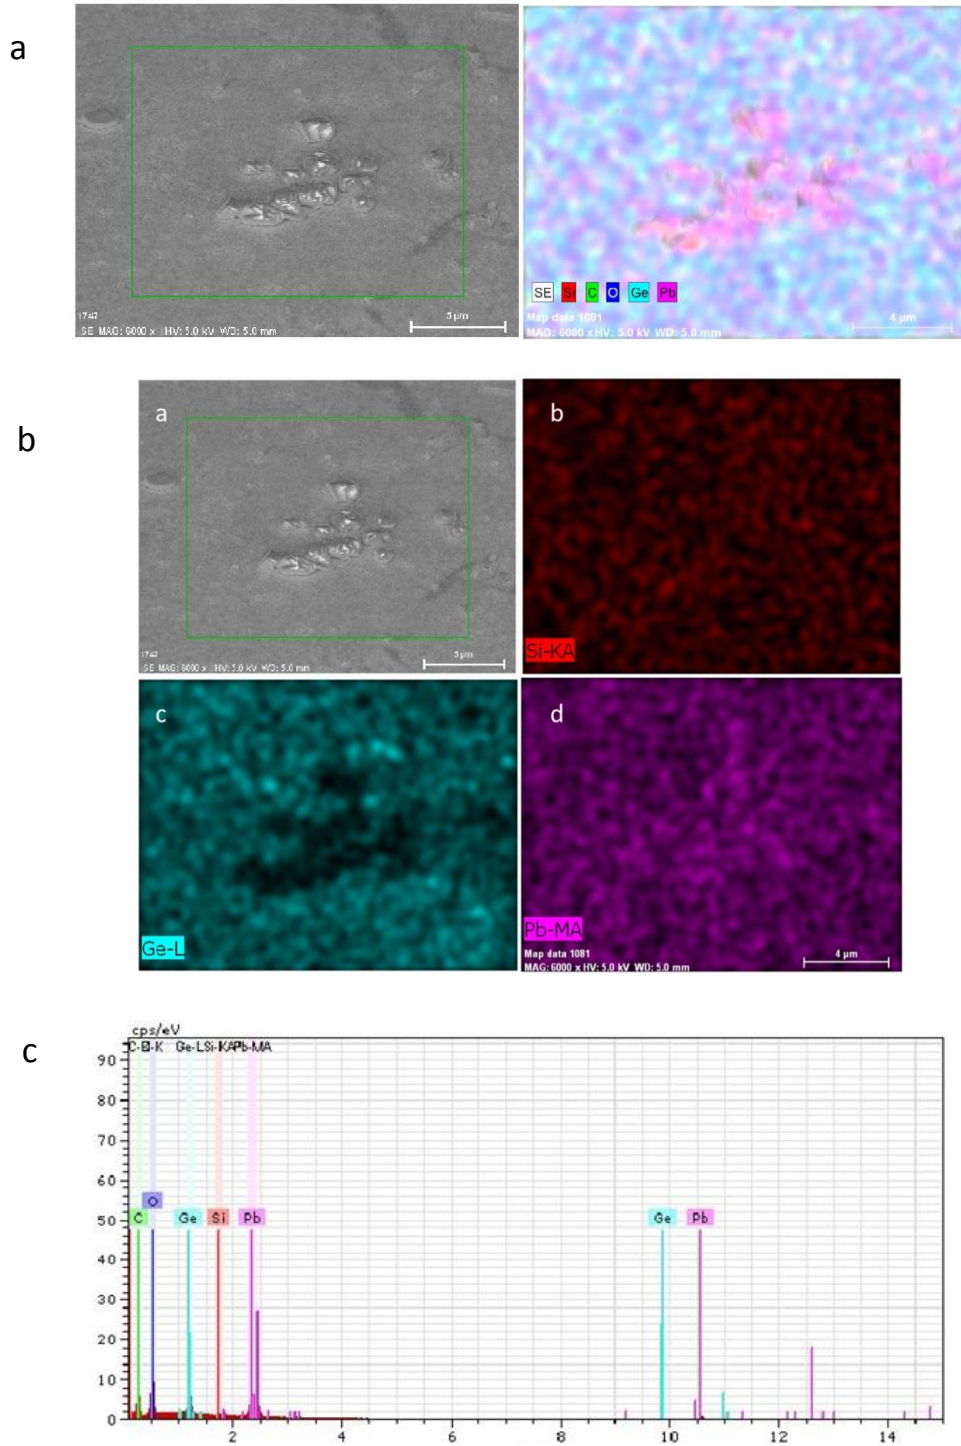 a
1742
SE MAG: 6000 x HV: 5.0 kV WD: 5.0 mm
5 µm
SE Si C O Ge Pb
Map data 1081
MAG: 6000 x HV: 5.0 kV WD: 5.0 mm
4 µm
b
a
1742
SE MAG: 6000 x HV: 5.0 kV WD: 5.0 mm
5 µm
b
Si-KA
c
Ge-L
d
Pb-MA
Map data 1081
MAG: 6000 x HV: 5.0 kV WD: 5.0 mm
4 µm
c
cps/eV
Ge-L Si-KA Pb-MA
90
80
70
60
50
40
30
20
10
0
O
C Ge Si Pb Ge Pb
2 4 6 8 10 12 14